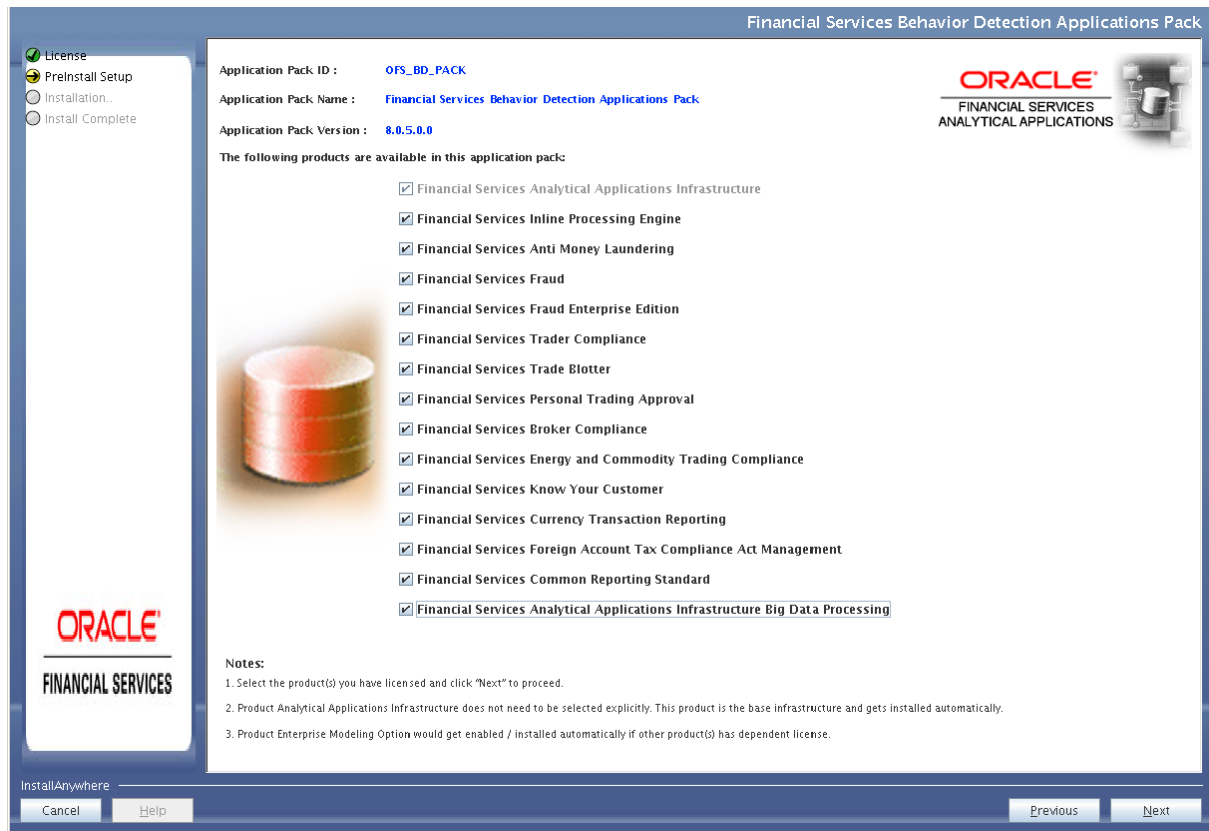 Financial Services Behavior Detection Applications Pack
License
PreInstall Setup
Installation..
Install Complete
Application Pack ID : OFS_BD_PACK
Application Pack Name : Financial Services Behavior Detection Applications Pack
Application Pack Version : 8.0.5.0.0
ORACLE
FINANCIAL SERVICES
ANALYTICAL APPLICATIONS
The following products are available in this application pack:
Financial Services Analytical Applications Infrastructure
Financial Services Inline Processing Engine
Financial Services Anti Money Laundering
Financial Services Fraud
Financial Services Fraud Enterprise Edition
Financial Services Trader Compliance
Financial Services Trade Blotter
Financial Services Personal Trading Approval
Financial Services Broker Compliance
Financial Services Energy and Commodity Trading Compliance
Financial Services Know Your Customer
Financial Services Currency Transaction Reporting
Financial Services Foreign Account Tax Compliance Act Management
Financial Services Common Reporting Standard
Financial Services Analytical Applications Infrastructure Big Data Processing
ORACLE
FINANCIAL SERVICES
Notes:
1. Select the product(s) you have licensed and click "Next" to proceed.
2. Product Analytical Applications Infrastructure does not need to be selected explicitly. This product is the base infrastructure and gets installed automatically.
3. Product Enterprise Modeling Option would get enabled / installed automatically if other product(s) has dependent license.
InstallAnywhere
Cancel
Help
Previous
Next